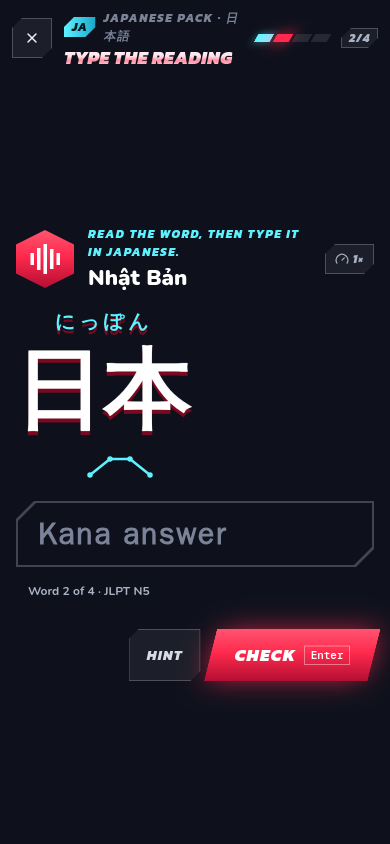 JA
JAPANESE PACK · 日
本語
TYPE THE READING
2/4
READ THE WORD, THEN TYPE IT
IN JAPANESE.
Nhật Bản
1×
にっぽん
日本
Kana answer
Word 2 of 4 · JLPT N5
HINT
CHECK Enter